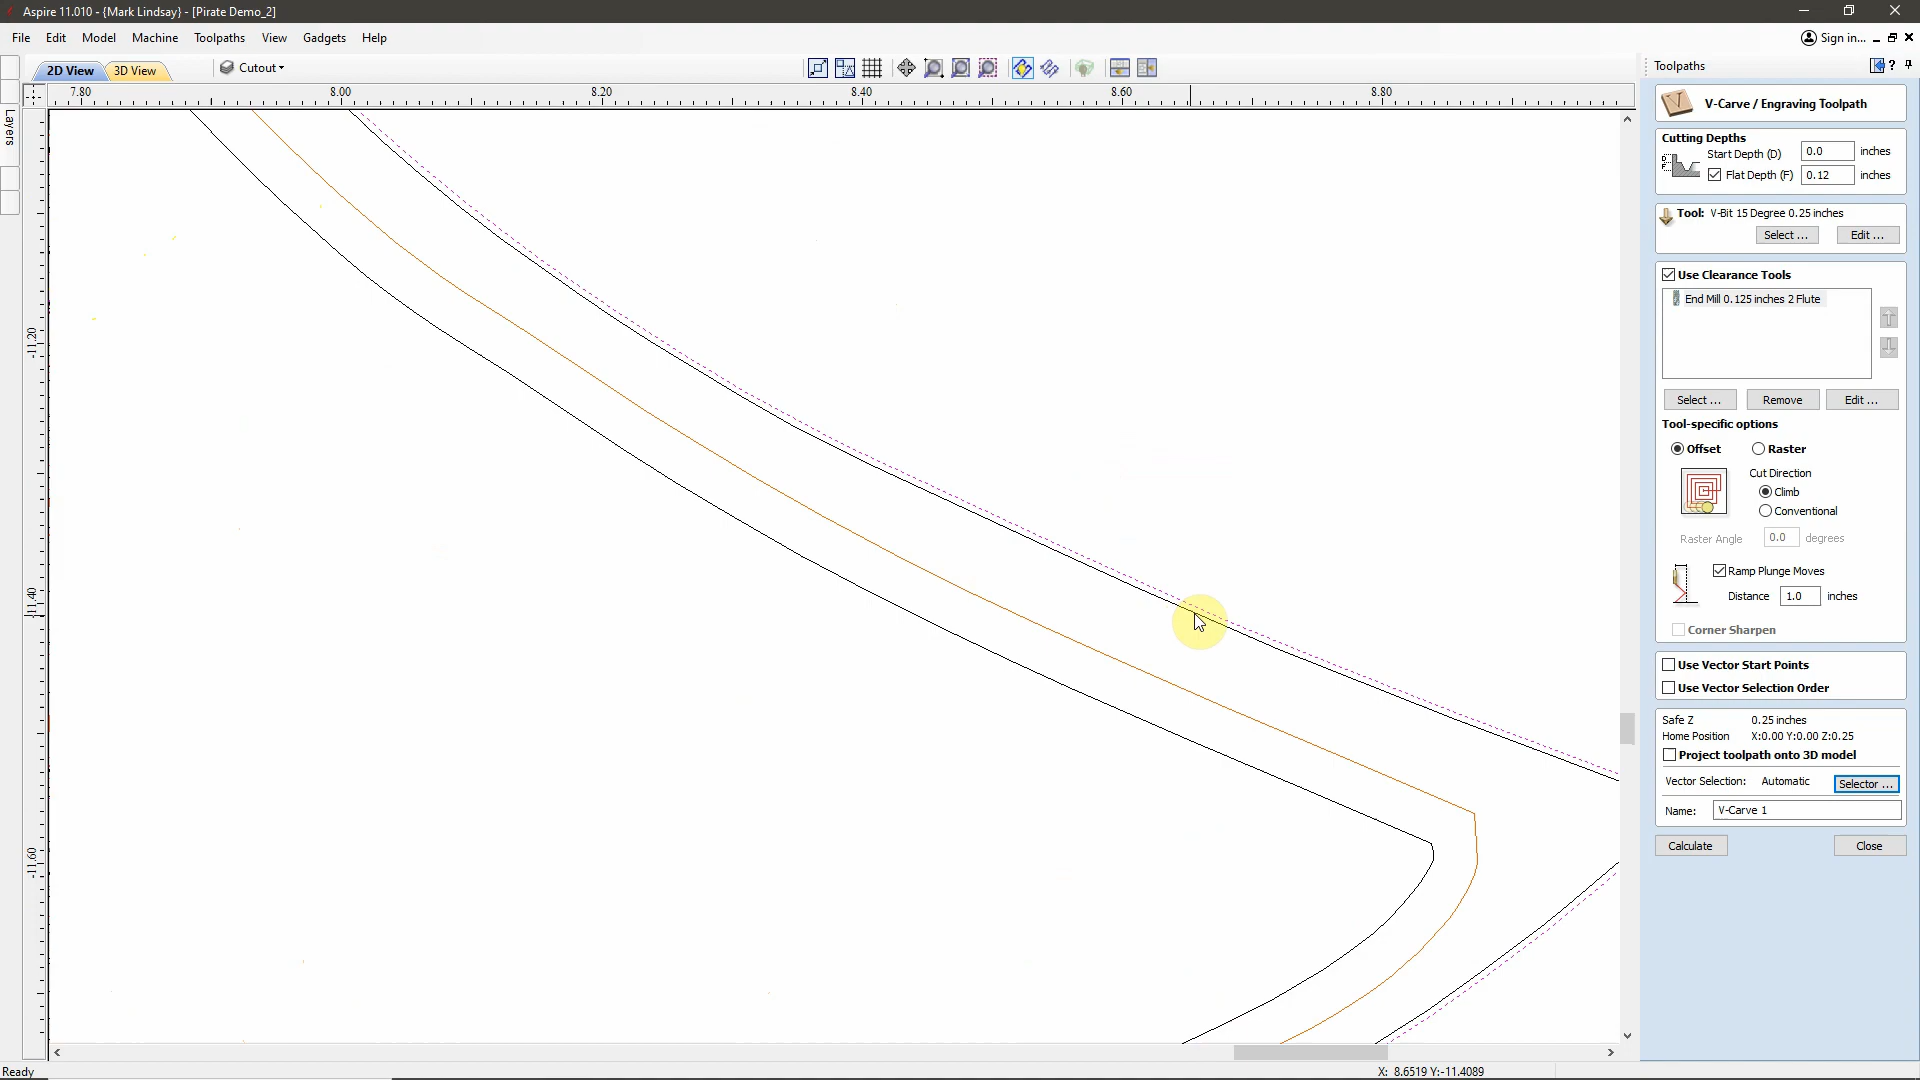 Aspire 11.010 - {Mark Lindsay} - [Pirate Demo_2]
File Edit Model Machine Toolpaths View Gadgets Help
Sign in...
2D View 3D View Cutout
Toolpaths
7.80 8.00 8.20 8.40 8.60 8.80
Layers
-11.20
-11.40
-11.60
V-Carve / Engraving Toolpath
Cutting Depths
Start Depth (D) 0.0 inches
Flat Depth (F) 0.12 inches
Tool: V-Bit 15 Degree 0.25 inches
Select ... Edit ...
Use Clearance Tools
End Mill 0.125 inches 2 Flute
Select ... Remove Edit ...
Tool-specific options
Offset Raster
Cut Direction
Climb
Conventional
Raster Angle 0.0 degrees
Ramp Plunge Moves
Distance 1.0 inches
Corner Sharpen
Use Vector Start Points
Use Vector Selection Order
Safe Z 0.25 inches
Home Position X:0.00 Y:0.00 Z:0.25
Project toolpath onto 3D model
Vector Selection: Automatic Selector ...
Name: V-Carve 1
Calculate Close
Ready X: 8.6519 Y:-11.4089